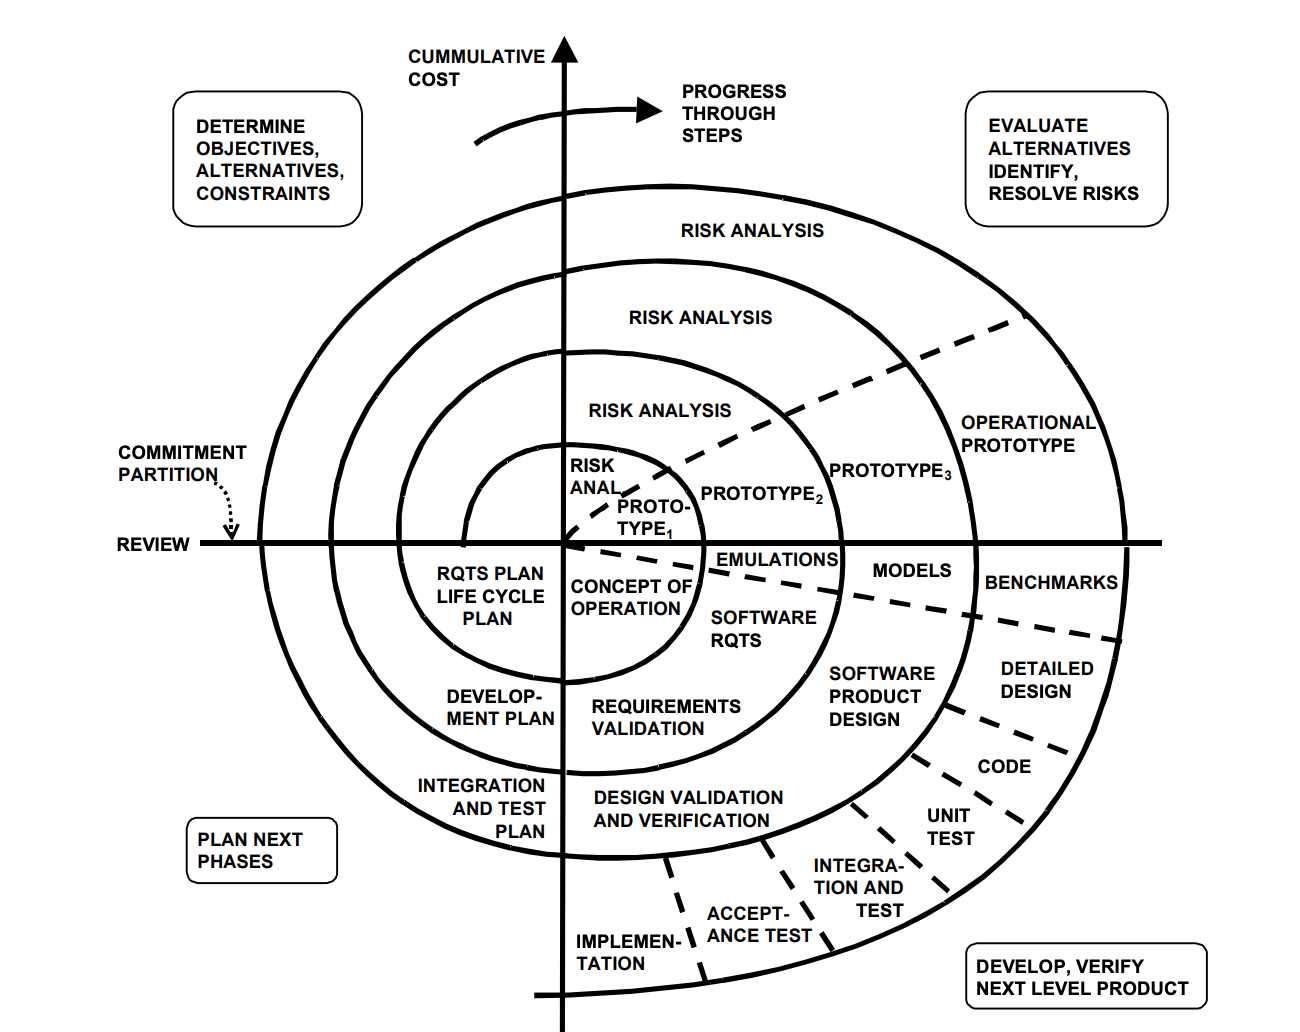 CUMMULATIVE
COST
PROGRESS
THROUGH
STEPS
DETERMINE
OBJECTIVES,
ALTERNATIVES,
CONSTRAINTS
EVALUATE
ALTERNATIVES
IDENTIFY,
RESOLVE RISKS
RISK ANALYSIS
RISK ANALYSIS
RISK ANALYSIS
RISK
ANAL
PROTO-
TYPE1
PROTOTYPE2
PROTOTYPE3
OPERATIONAL
PROTOTYPE
COMMITMENT
PARTITION
REVIEW
EMULATIONS
MODELS
BENCHMARKS
RQTS PLAN
LIFE CYCLE
PLAN
CONCEPT OF
OPERATION
SOFTWARE
RQTS
SOFTWARE
PRODUCT
DESIGN
DETAILED
DESIGN
DEVELOP-
MENT PLAN
REQUIREMENTS
VALIDATION
CODE
INTEGRATION
AND TEST
PLAN
DESIGN VALIDATION
AND VERIFICATION
UNIT
TEST
PLAN NEXT
PHASES
INTEGRA-
TION AND
TEST
ACCEPT-
ANCE TEST
IMPLEMEN-
TATION
DEVELOP, VERIFY
NEXT LEVEL PRODUCT